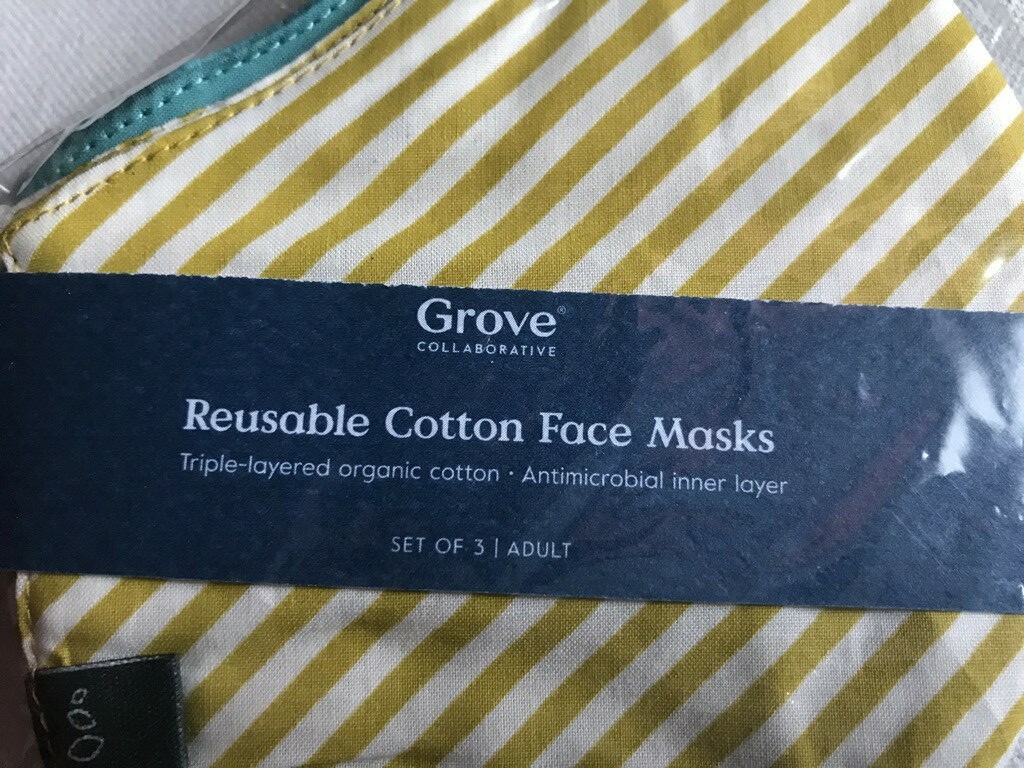 Grove®
COLLABORATIVE
Reusable Cotton Face Masks
Triple-layered organic cotton · Antimicrobial inner layer
SET OF 3 | ADULT